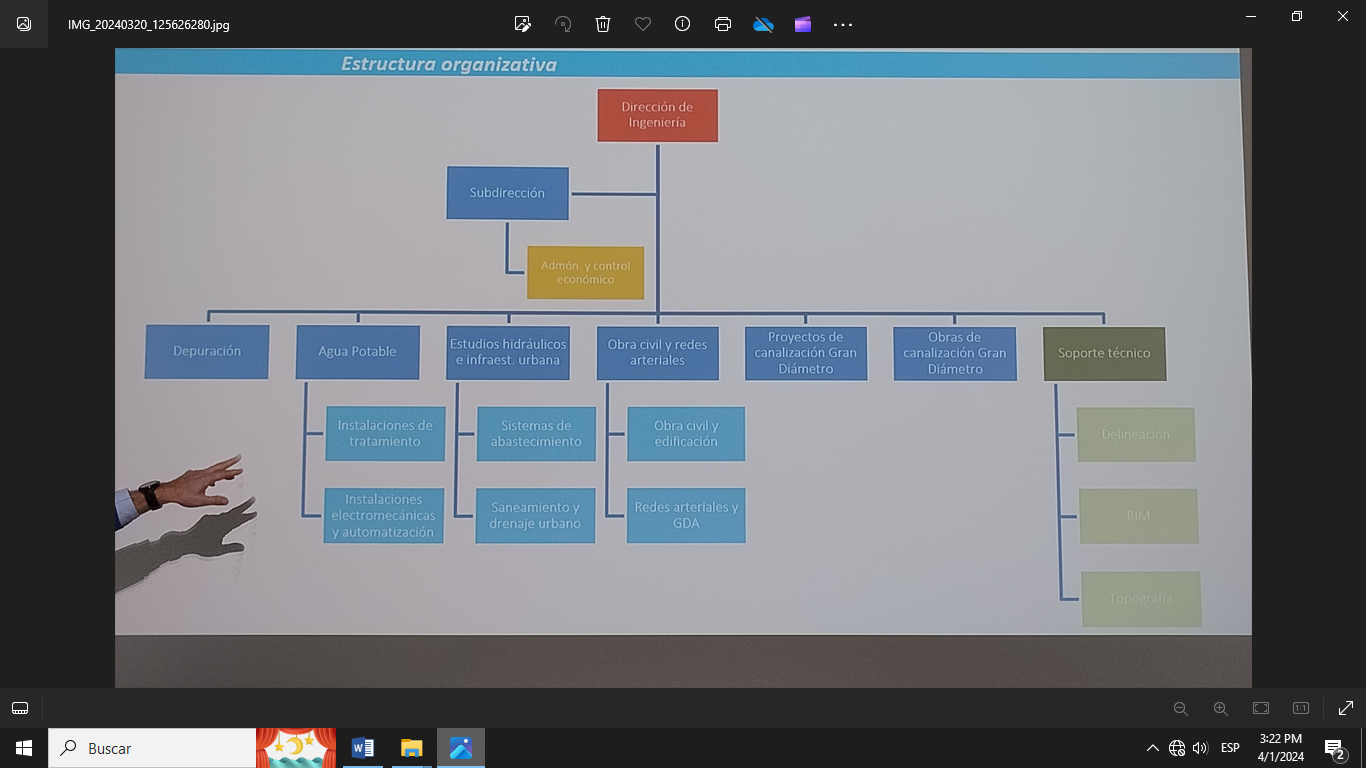 IMG_20240320_125626280.jpg
Estructura organizativa
Dirección de
Ingeniería
Subdirección
Admón. y control
económico
Depuración
Agua Potable
Estudios hidráulicos
e infraest. urbana
Obra civil y redes
arteriales
Proyectos de
canalización Gran
Diámetro
Obras de
canalización Gran
Diámetro
Soporte técnico
Instalaciones de
tratamiento
Sistemas de
abastecimiento
Obra civil y
edificación
Delineación
Instalaciones
electromecánicas
y automatización
Saneamiento y
drenaje urbano
Redes arteriales y
GDA
BIM
Topografía
1:1
Buscar
ESP
3:22 PM
4/1/2024
2